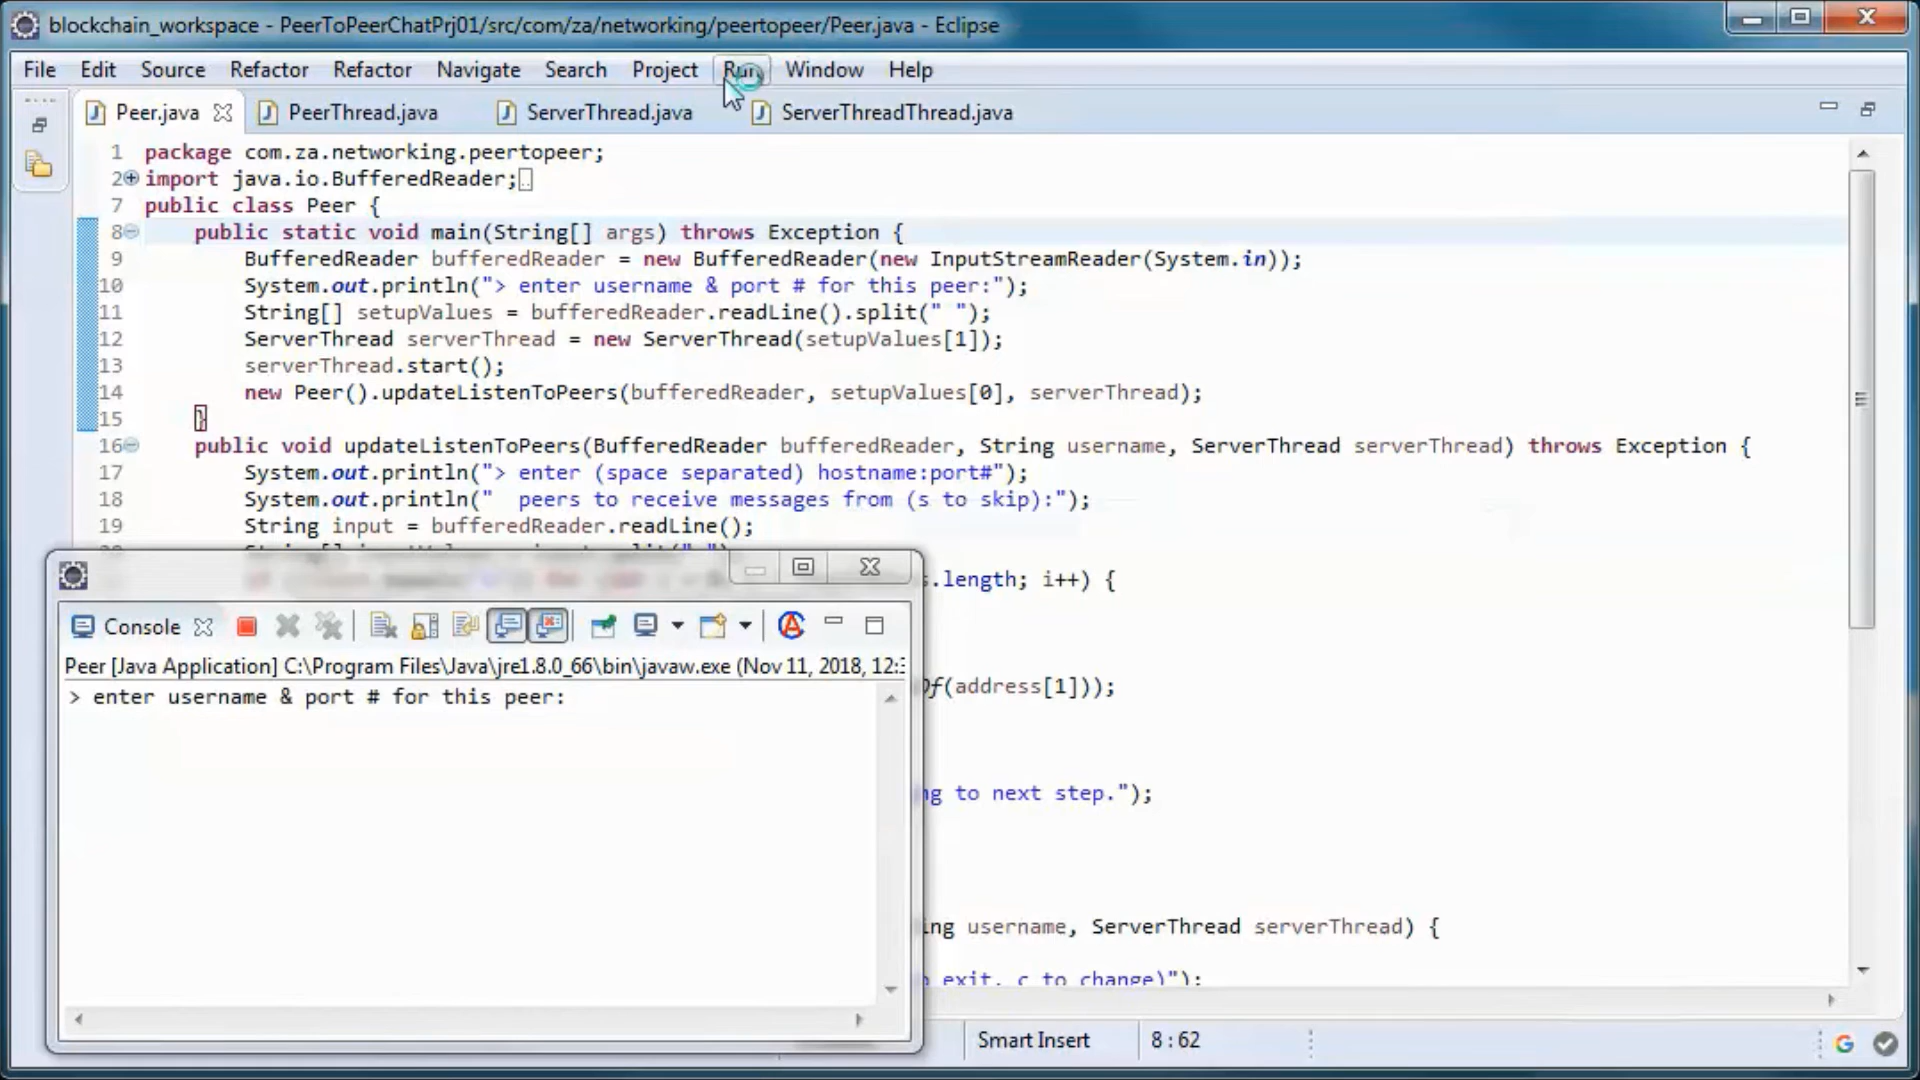 blockchain_workspace - PeerToPeerChatPrj01/src/com/za/networking/peertopeer/Peer.java - Eclipse
File Edit Source Refactor Refactor Navigate Search Project Run Window Help
Peer.java PeerThread.java ServerThread.java ServerThreadThread.java
1 package com.za.networking.peertopeer;
2 import java.io.BufferedReader;
7 public class Peer {
8 public static void main(String[] args) throws Exception {
9 BufferedReader bufferedReader = new BufferedReader(new InputStreamReader(System.in));
10 System.out.println("> enter username & port # for this peer:");
11 String[] setupValues = bufferedReader.readLine().split(" ");
12 ServerThread serverThread = new ServerThread(setupValues[1]);
13 serverThread.start();
14 new Peer().updateListenToPeers(bufferedReader, setupValues[0], serverThread);
15 }
16 public void updateListenToPeers(BufferedReader bufferedReader, String username, ServerThread serverThread) throws Exception {
17 System.out.println("> enter (space separated) hostname:port#");
18 System.out.println("  peers to receive messages from (s to skip):");
19 String input = bufferedReader.readLine();
s.length; i++) {
Of(address[1]));
ng to next step.");
ing username, ServerThread serverThread) {
exit, c to change)");
Console
Peer [Java Application] C:\Program Files\Java\jre1.8.0_66\bin\javaw.exe (Nov 11, 2018, 12:3
> enter username & port # for this peer:
Smart Insert 8 : 62